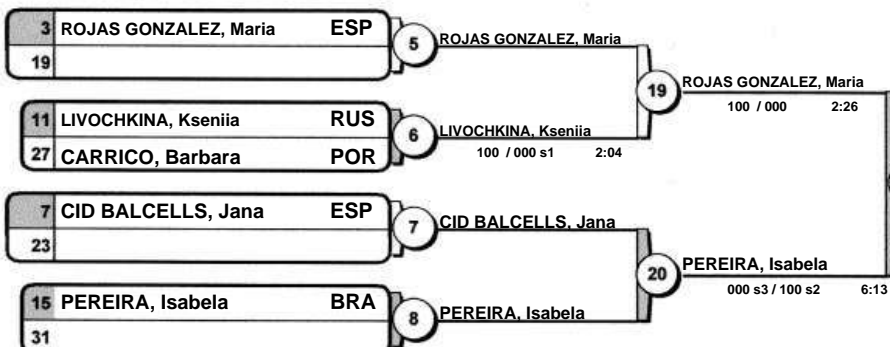 3 ROJAS GONZALEZ, Maria ESP
19
5
ROJAS GONZALEZ, Maria
11 LIVOCHKINA, Kseniia RUS
27 CARRICO, Barbara POR
6
LIVOCHKINA, Kseniia
100 / 000 s1 2:04
19
ROJAS GONZALEZ, Maria
100 / 000 2:26
7 CID BALCELLS, Jana ESP
23
7
CID BALCELLS, Jana
15 PEREIRA, Isabela BRA
31
8
PEREIRA, Isabela
20
PEREIRA, Isabela
000 s3 / 100 s2 6:13